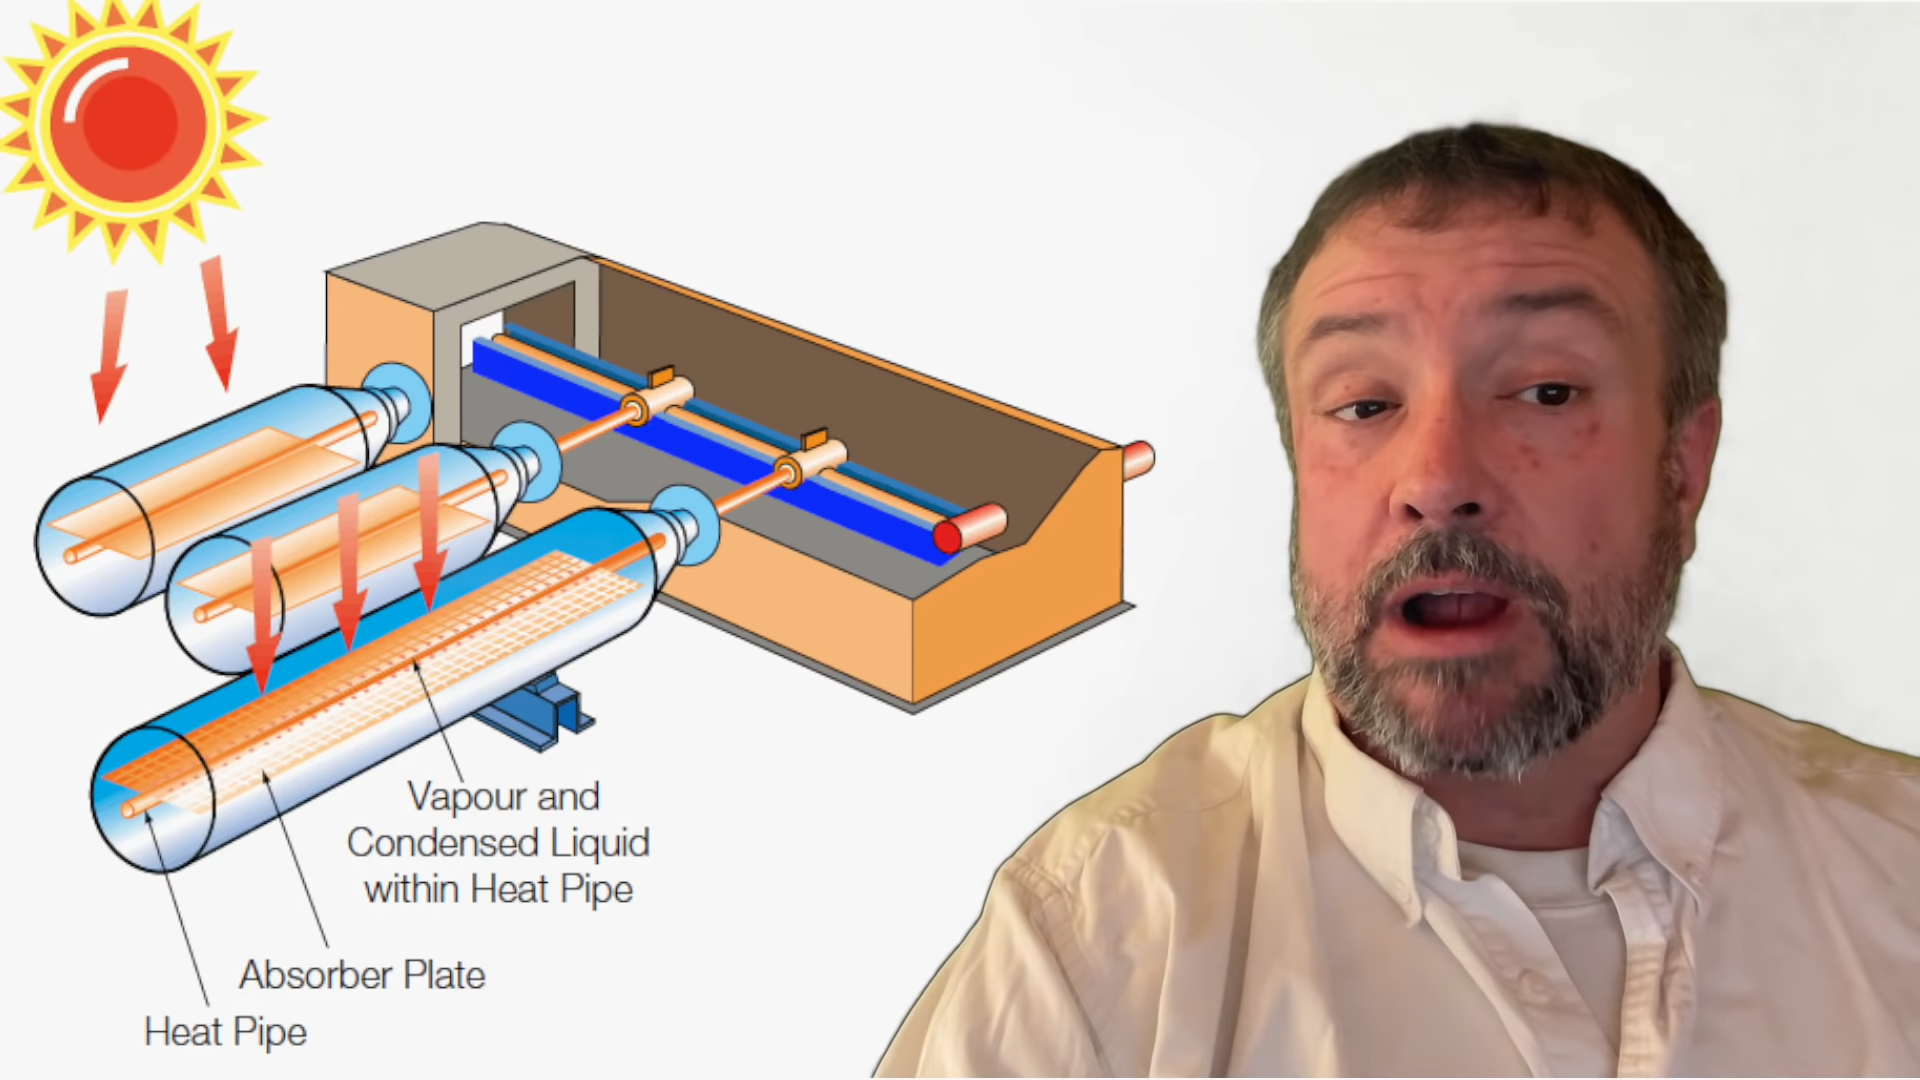 Vapour and
Condensed Liquid
within Heat Pipe
Absorber Plate
Heat Pipe